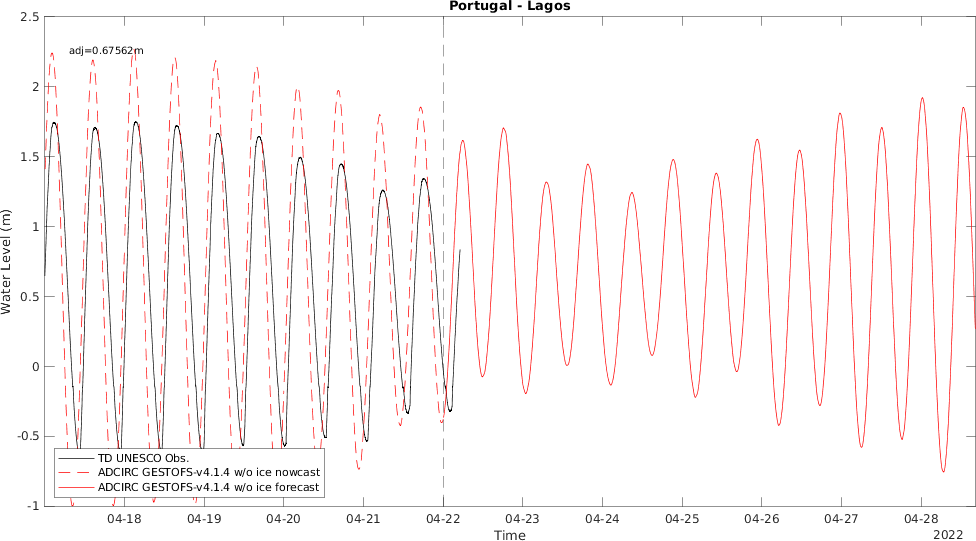 Portugal - Lagos
adj=0.67562m
Water Level (m)
2.5
2
1.5
1
0.5
0
-0.5
-1
TD UNESCO Obs.
ADCIRC GESTOFS-v4.1.4 w/o ice nowcast
ADCIRC GESTOFS-v4.1.4 w/o ice forecast
04-18 04-19 04-20 04-21 04-22 04-23 04-24 04-25 04-26 04-27 04-28
Time
2022